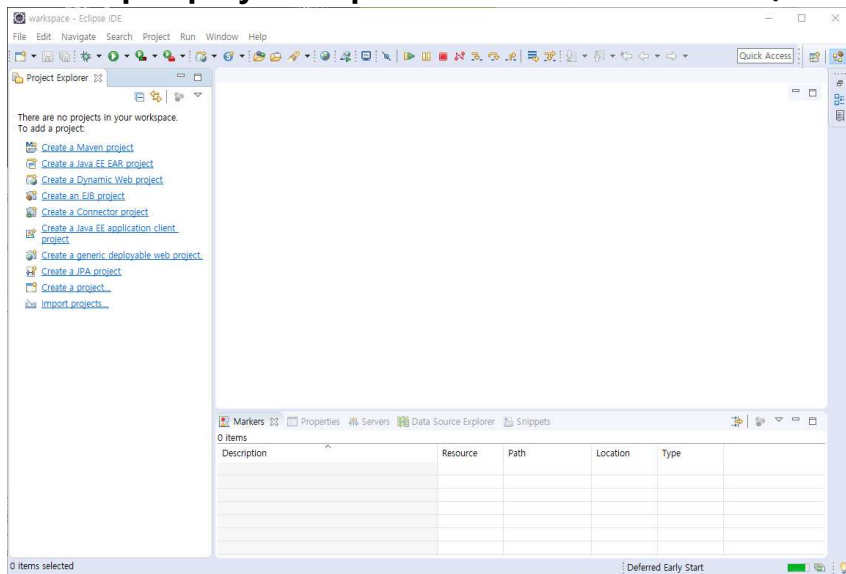 workspace - Eclipse IDE
File Edit Navigate Search Project Run Window Help
Quick Access
Project Explorer
There are no projects in your workspace.
To add a project:
Create a Maven project
Create a Java EE EAR project
Create a Dynamic Web project
Create an EJB project
Create a Connector project
Create a Java EE application client
project
Create a generic deployable web project.
Create a JPA project
Create a project...
Import projects...
Markers Properties Servers Data Source Explorer Snippets
0 items
Description Resource Path Location Type
0 items selected
Deferred Early Start